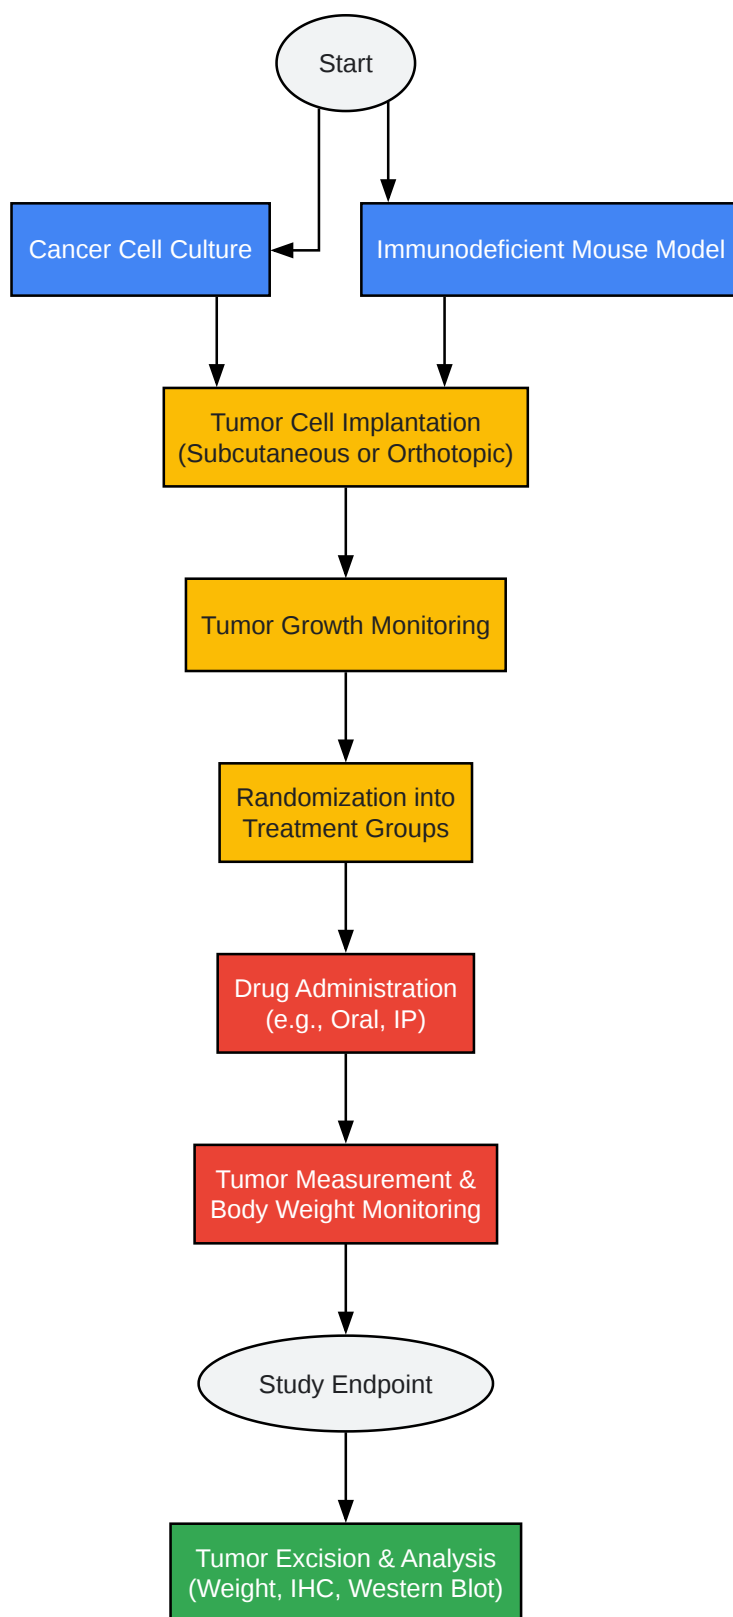 Start
Cancer Cell Culture
Immunodeficient Mouse Model
Tumor Cell Implantation
(Subcutaneous or Orthotopic)
Tumor Growth Monitoring
Randomization into
Treatment Groups
Drug Administration
(e.g., Oral, IP)
Tumor Measurement &
Body Weight Monitoring
Study Endpoint
Tumor Excision & Analysis
(Weight, IHC, Western Blot)